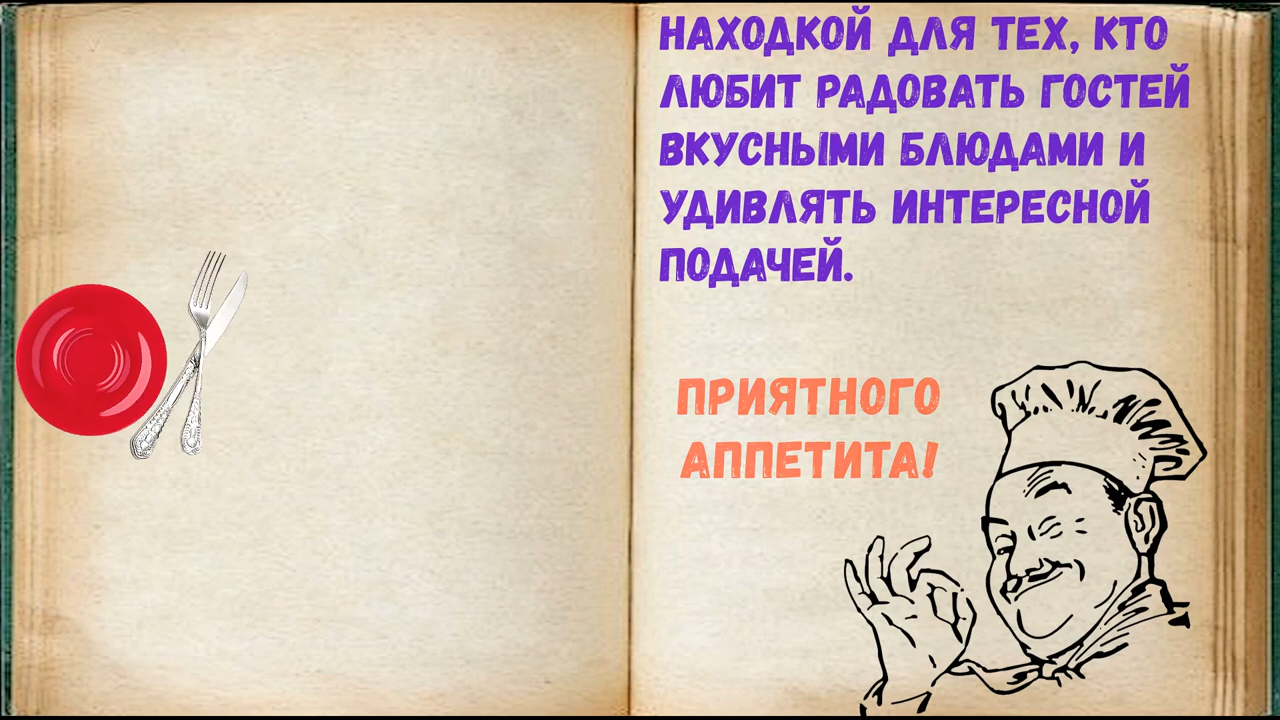 НАХОДКОЙ ДЛЯ ТЕХ, КТО
ЛЮБИТ РАДОВАТЬ ГОСТЕЙ
ВКУСНЫМИ БЛЮДАМИ И
УДИВЛЯТЬ ИНТЕРЕСНОЙ
ПОДАЧЕЙ.
ПРИЯТНОГО
АППЕТИТА!